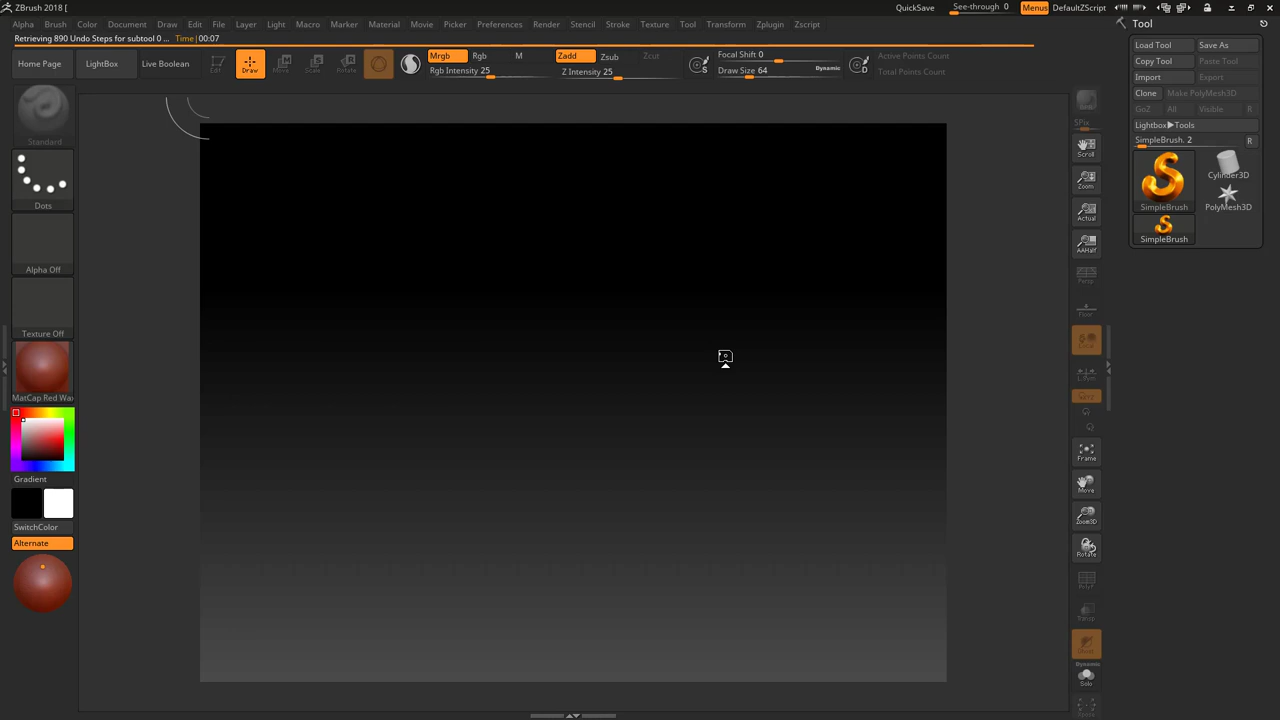 ZBrush 2018 [
QuickSave See-through 0 Menus DefaultZScript
Alpha Brush Color Document Draw Edit File Layer Light Macro Marker Material Movie Picker Preferences Render Stencil Stroke Texture Tool Transform Zplugin Zscript
Retrieving 890 Undo Steps for subtool 0 ... Time|00:07
Home Page LightBox Live Boolean Edit Draw Move Scale Rotate
Mrgb Rgb M
Rgb Intensity 25
Zadd Zsub Zcut
Z Intensity 25
Focal Shift 0
Draw Size 64 Dynamic
S
D
Active Points Count
Total Points Count
Standard
Dots
Alpha Off
Texture Off
MatCap Red Wax
Gradient
SwitchColor
Alternate
SPix
Scroll
Zoom
Actual
AAHalf
Persp
Floor
Local
L.Sym
Frame
Move
Zoom3D
Rotate
PolyF
Transp
Dynamic
Solo
Tool
Load Tool Save As
Copy Tool Paste Tool
Import Export
Clone Make PolyMesh3D
GoZ All Visible R
Lightbox▶Tools
SimpleBrush. 2 R
SimpleBrush
Cylinder3D
PolyMesh3D
SimpleBrush